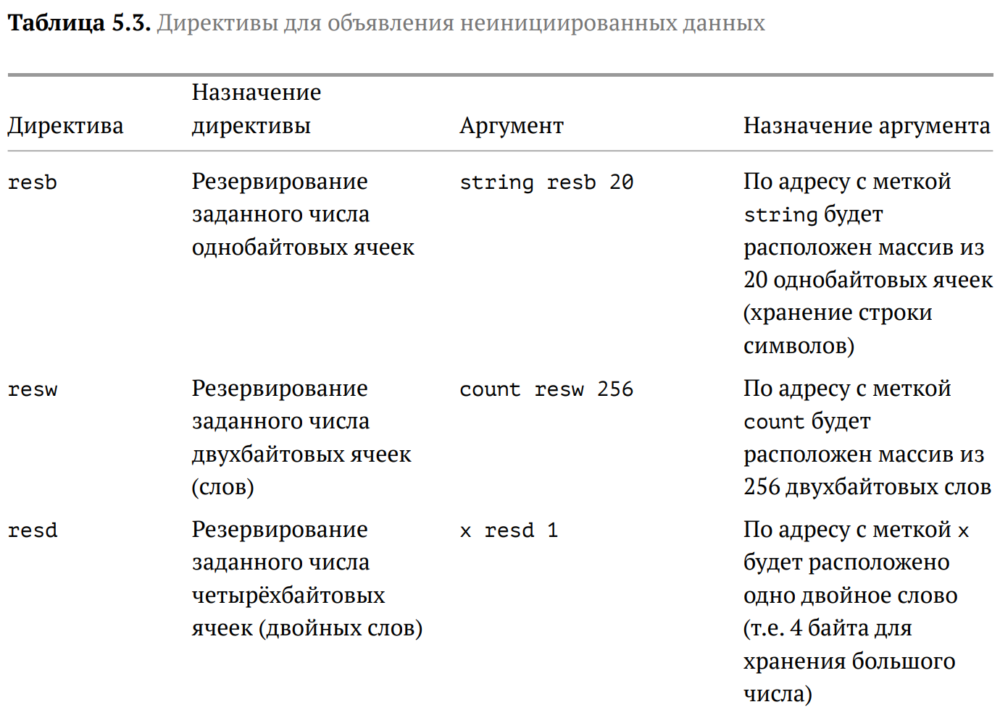 Таблица 5.3. Директивы для объявления неинициированных данных
Директива
Назначение
директивы
Аргумент
Назначение аргумента
resb
Резервирование
заданного числа
однобайтовых ячеек
string resb 20
По адресу с меткой
string будет
расположен массив из
20 однобайтовых ячеек
(хранение строки
символов)
resw
Резервирование
заданного числа
двухбайтовых ячеек
(слов)
count resw 256
По адресу с меткой
count будет
расположен массив из
256 двухбайтовых слов
resd
Резервирование
заданного числа
четырёхбайтовых
ячеек (двойных слов)
x resd 1
По адресу с меткой x
будет расположено
одно двойное слово
(т.е. 4 байта для
хранения большого
числа)